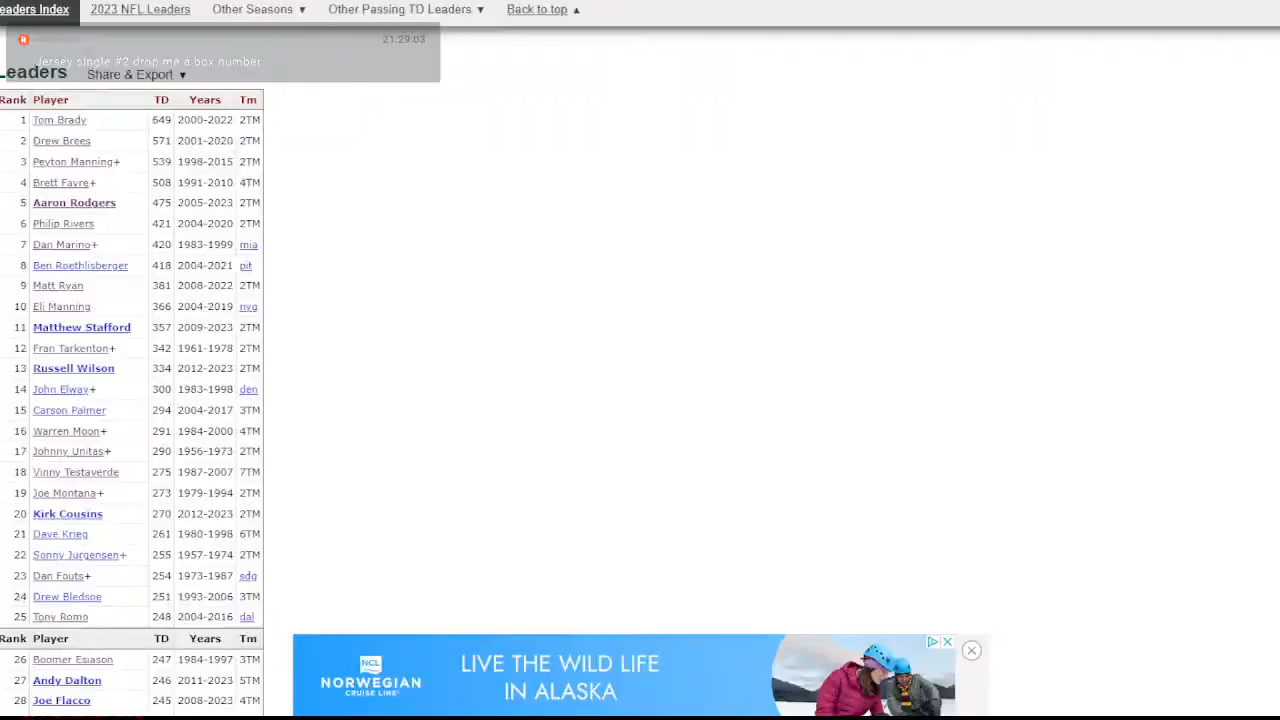 eaders Index 2023 NFL Leaders Other Seasons ▼ Other Passing TD Leaders ▼ Back to top ▲
21:29:03
Jersey single #2 drop me a box number
Leaders Share & Export ▼
Rank Player TD Years Tm
1 Tom Brady 649 2000-2022 2TM
2 Drew Brees 571 2001-2020 2TM
3 Peyton Manning+ 539 1998-2015 2TM
4 Brett Favre+ 508 1991-2010 4TM
5 Aaron Rodgers 475 2005-2023 2TM
6 Philip Rivers 421 2004-2020 2TM
7 Dan Marino+ 420 1983-1999 mia
8 Ben Roethlisberger 418 2004-2021 pit
9 Matt Ryan 381 2008-2022 2TM
10 Eli Manning 366 2004-2019 nyg
11 Matthew Stafford 357 2009-2023 2TM
12 Fran Tarkenton+ 342 1961-1978 2TM
13 Russell Wilson 334 2012-2023 2TM
14 John Elway+ 300 1983-1998 den
15 Carson Palmer 294 2004-2017 3TM
16 Warren Moon+ 291 1984-2000 4TM
17 Johnny Unitas+ 290 1956-1973 2TM
18 Vinny Testaverde 275 1987-2007 7TM
19 Joe Montana+ 273 1979-1994 2TM
20 Kirk Cousins 270 2012-2023 2TM
21 Dave Krieg 261 1980-1998 6TM
22 Sonny Jurgensen+ 255 1957-1974 2TM
23 Dan Fouts+ 254 1973-1987 sdg
24 Drew Bledsoe 251 1993-2006 3TM
25 Tony Romo 248 2004-2016 dal
Rank Player TD Years Tm
26 Boomer Esiason 247 1984-1997 3TM
27 Andy Dalton 246 2011-2023 5TM
28 Joe Flacco 245 2008-2023 4TM
NCL
NORWEGIAN
CRUISE LINE
LIVE THE WILD LIFE
IN ALASKA